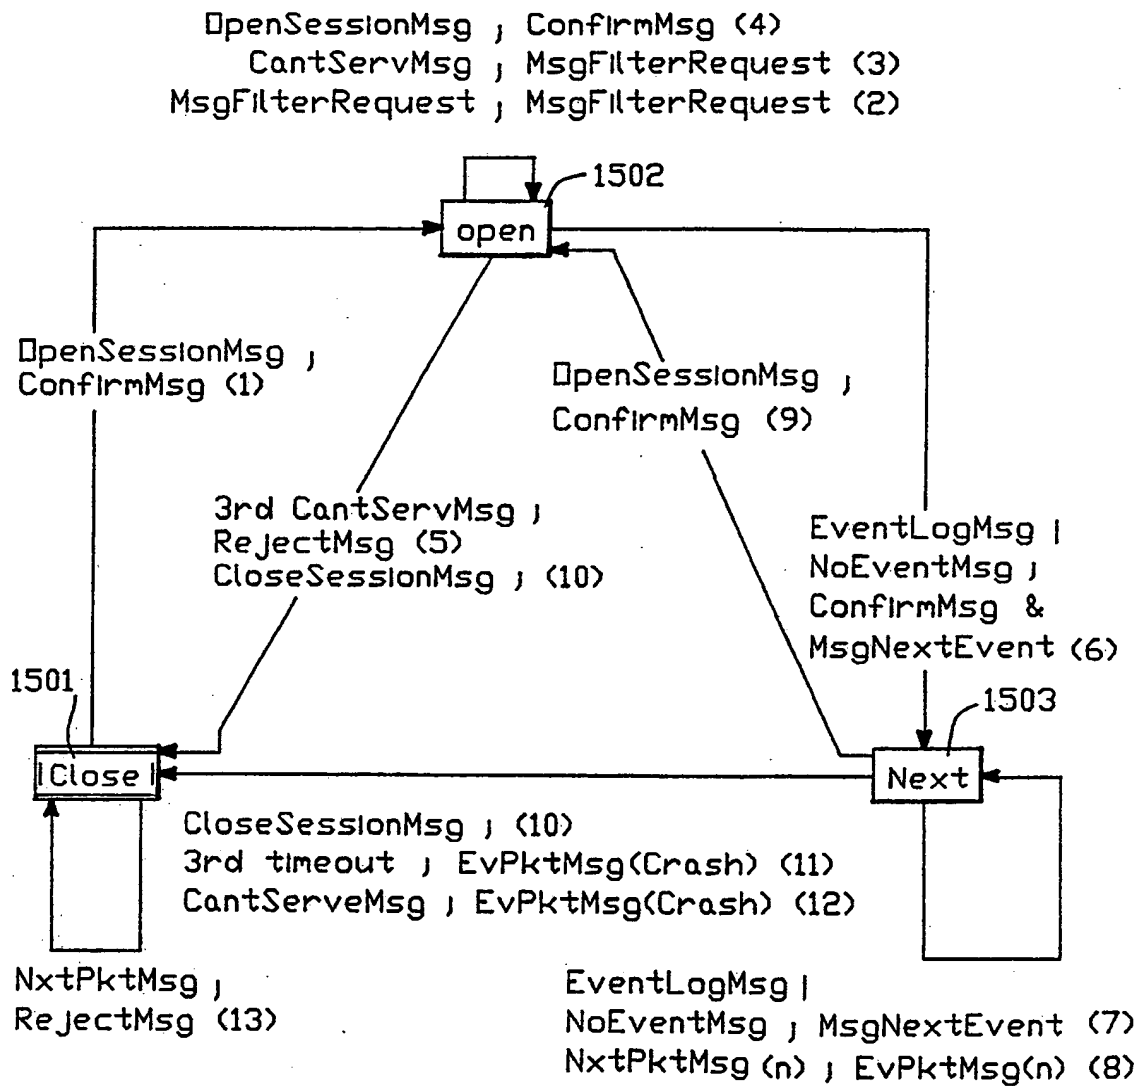 OpenSessionMsg ; ConfirmMsg (4)
CantServMsg ; MsgFilterRequest (3)
MsgFilterRequest ; MsgFilterRequest (2)
1502
open
OpenSessionMsg ;
ConfirmMsg (1)
OpenSessionMsg ;
ConfirmMsg (9)
3rd CantServMsg ;
RejectMsg (5)
CloseSessionMsg ; (10)
EventLogMsg |
NoEventMsg ;
ConfirmMsg &
MsgNextEvent (6)
1501
1503
|Close|
Next
CloseSessionMsg ; (10)
3rd timeout ; EvPktMsg(Crash) (11)
CantServeMsg ; EvPktMsg(Crash) (12)
NxtPktMsg ;
RejectMsg (13)
EventLogMsg |
NoEventMsg ; MsgNextEvent (7)
NxtPktMsg (n) ; EvPktMsg(n) (8)